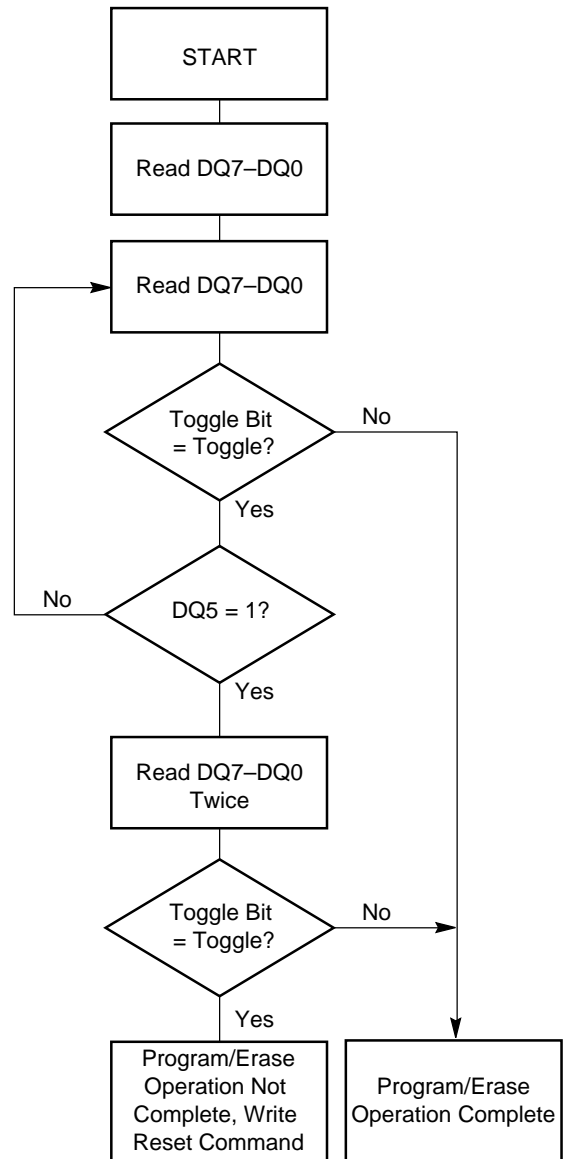 START
Read DQ7–DQ0
Read DQ7–DQ0
Toggle Bit
= Toggle?
No
Yes
No
DQ5 = 1?
Yes
Read DQ7–DQ0
Twice
Toggle Bit
= Toggle?
No
Yes
Program/Erase
Operation Not
Complete, Write
Reset Command
Program/Erase
Operation Complete